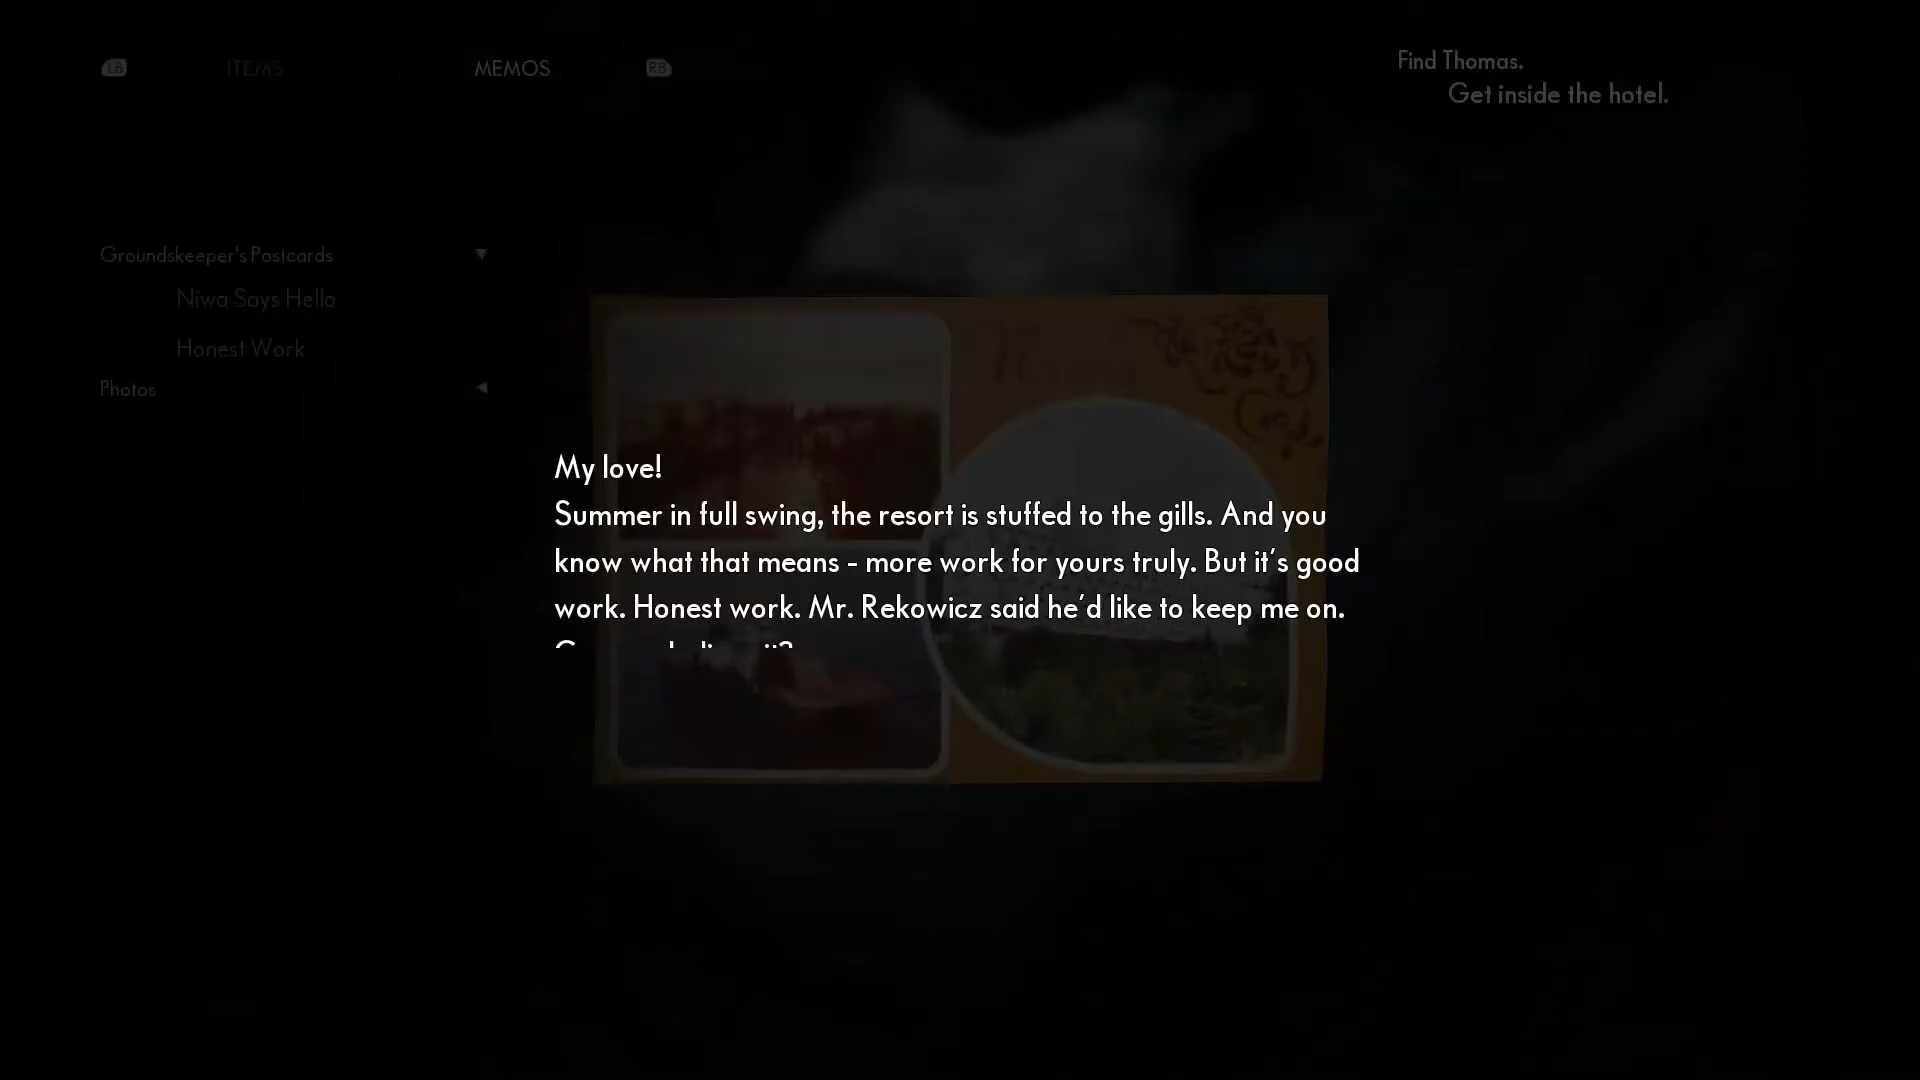 LB ITEMS MEMOS RB
Find Thomas.
Get inside the hotel.
Groundskeeper's Postcards
Niwa Says Hello
Honest Work
Photos
My love!
Summer in full swing, the resort is stuffed to the gills. And you
know what that means - more work for yours truly. But it's good
work. Honest work. Mr. Rekowicz said he'd like to keep me on.